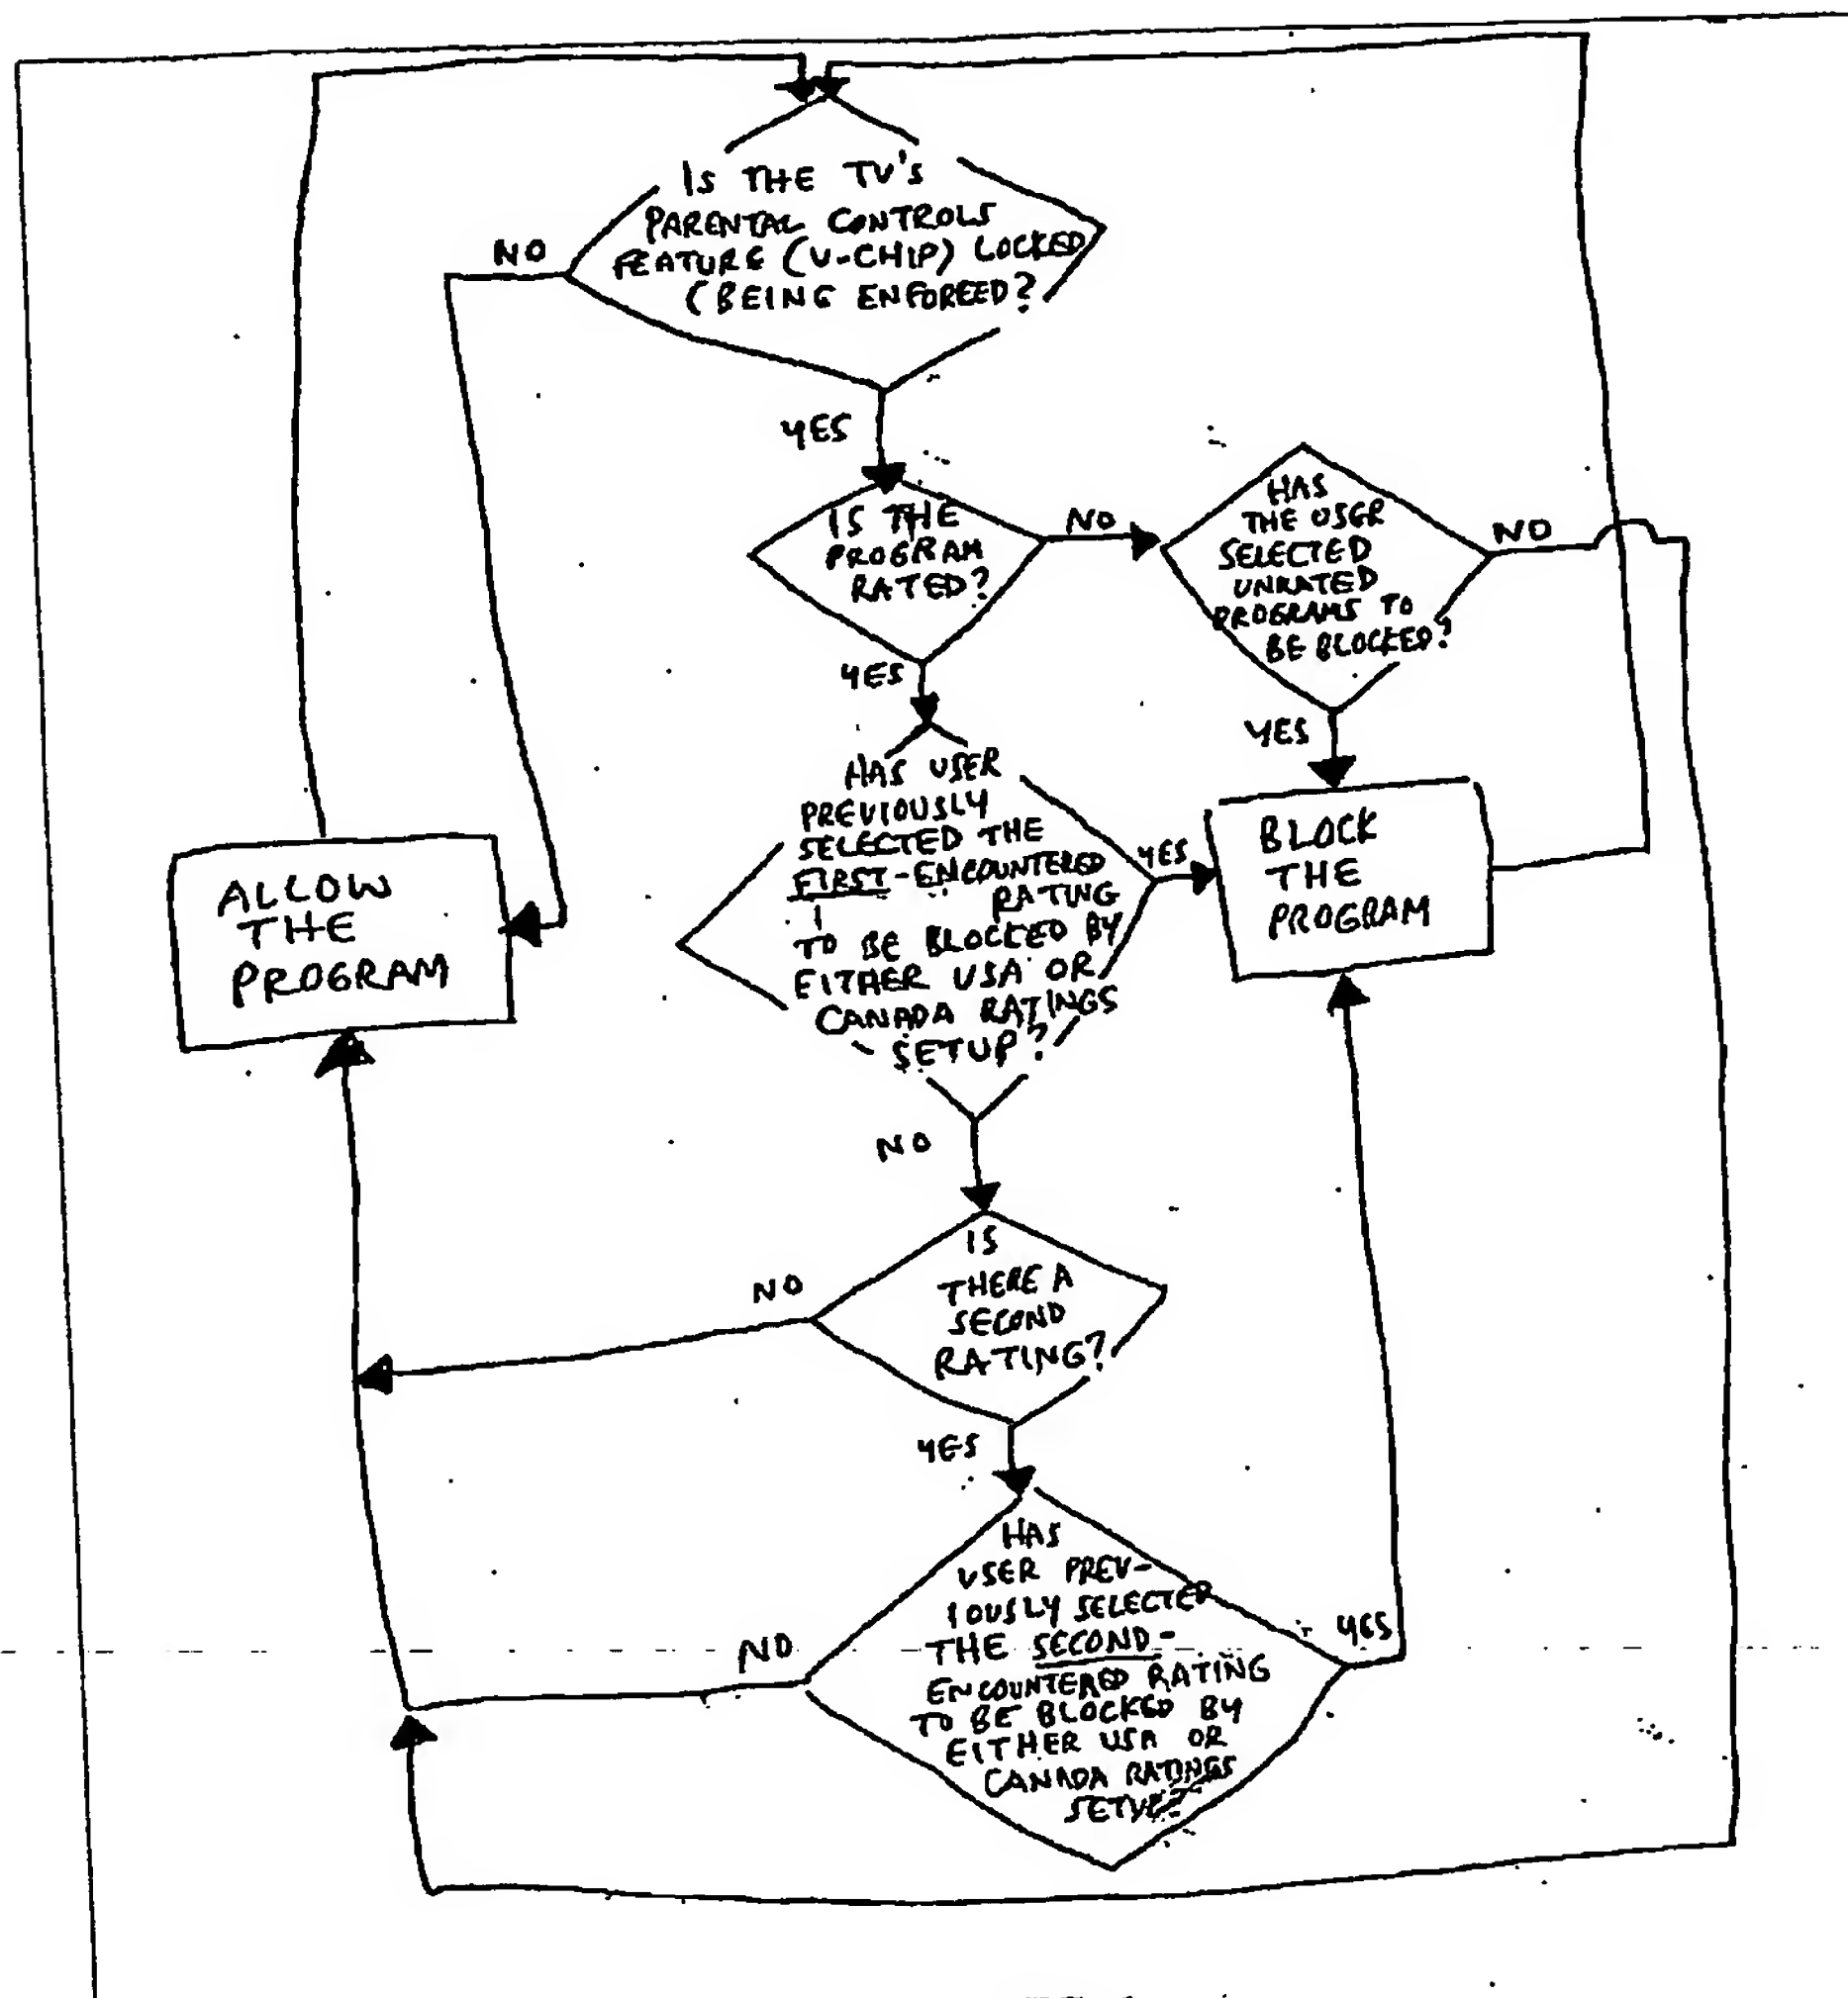 IS THE TV'S
PARENTAL CONTROLS
FEATURE (V-CHIP) LOCKED
(BEING ENFORCED?
NO
YES
IS THE
PROGRAM
RATED?
NO
HAS
THE USER
SELECTED
UNRATED
PROGRAMS TO
BE BLOCKED?
NO
YES
YES
HAS USER
PREVIOUSLY
SELECTED THE
FIRST-ENCOUNTERED
RATING
TO BE BLOCKED BY
EITHER USA OR
CANADA RATINGS
SETUP?
YES
BLOCK
THE
PROGRAM
ALLOW
THE
PROGRAM
NO
IS
THERE A
SECOND
RATING?
NO
YES
HAS
USER PREV-
IOUSLY SELECTED
THE SECOND-
ENCOUNTERED RATING
TO BE BLOCKED BY
EITHER USA OR
CANADA RATINGS
SETUP?
NO
YES